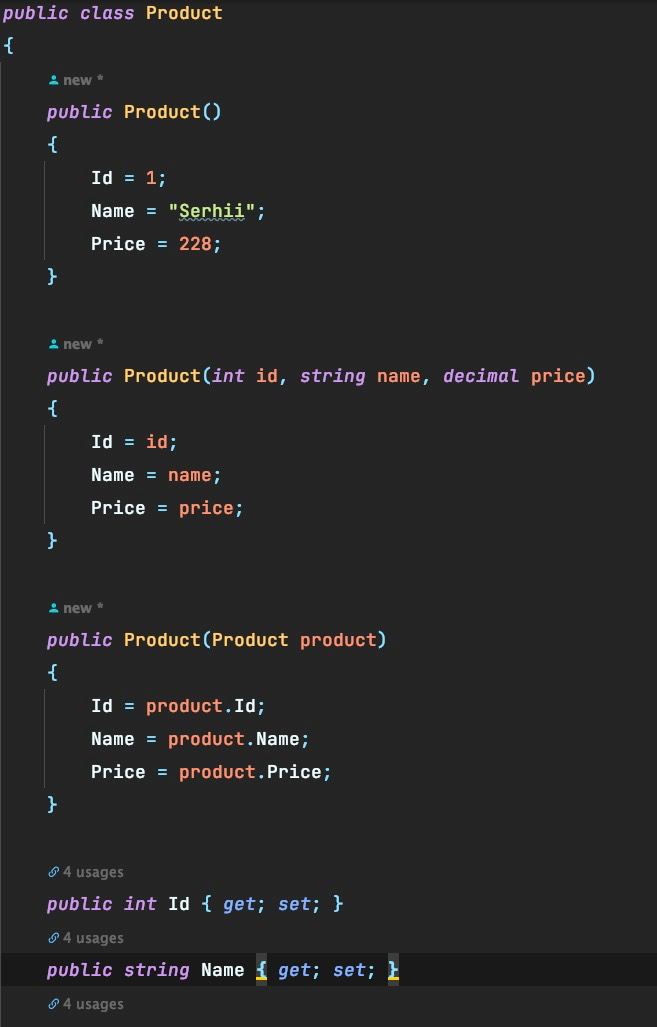 public class Product
{
new *
public Product()
{
Id = 1;
Name = "Serhii";
Price = 228;
}
new *
public Product(int id, string name, decimal price)
{
Id = id;
Name = name;
Price = price;
}
new *
public Product(Product product)
{
Id = product.Id;
Name = product.Name;
Price = product.Price;
}
4 usages
public int Id { get; set; }
4 usages
public string Name { get; set; }
4 usages